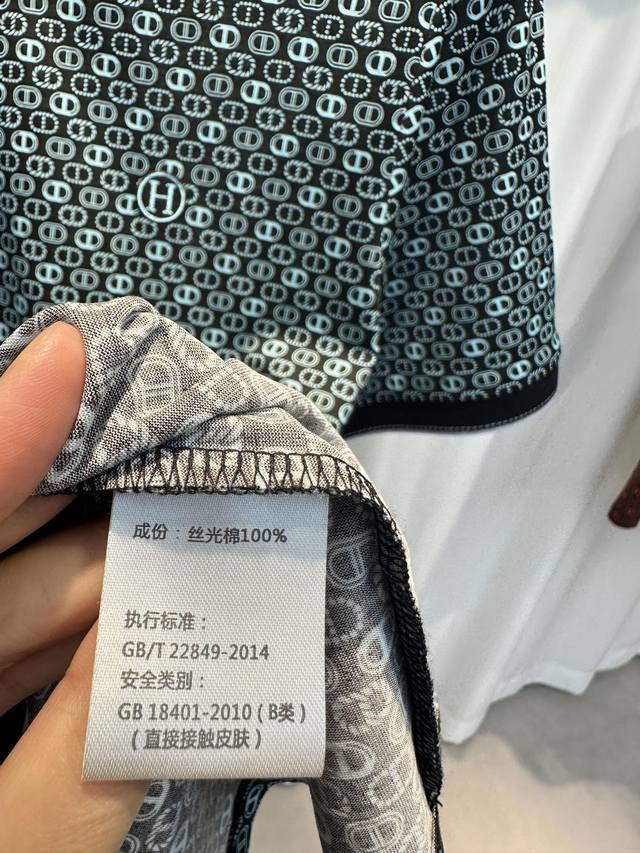 H
成份：丝光棉100%
执行标准：
GB/T 22849-2014
安全类别：
GB 18401-2010 ( B类 )
( 直接接触皮肤 )